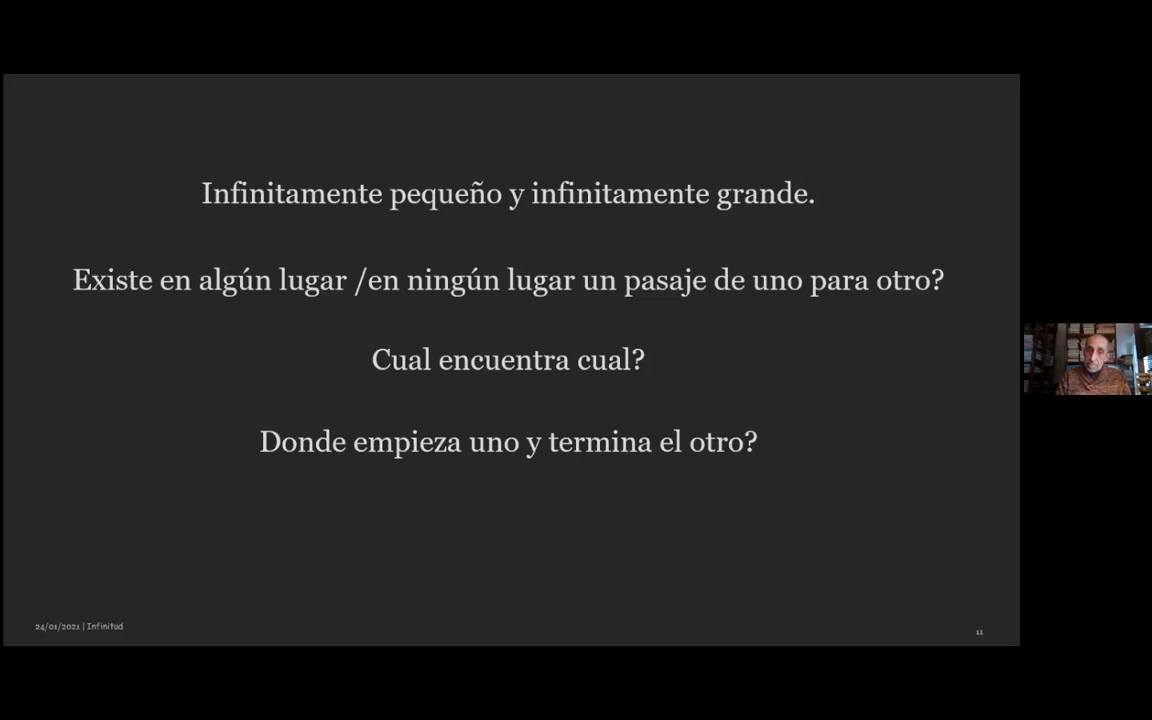 Infinitamente pequeño y infinitamente grande.
Existe en algún lugar /en ningún lugar un pasaje de uno para otro?
Cual encuentra cual?
Donde empieza uno y termina el otro?
24/01/2021 | Infinitud
11